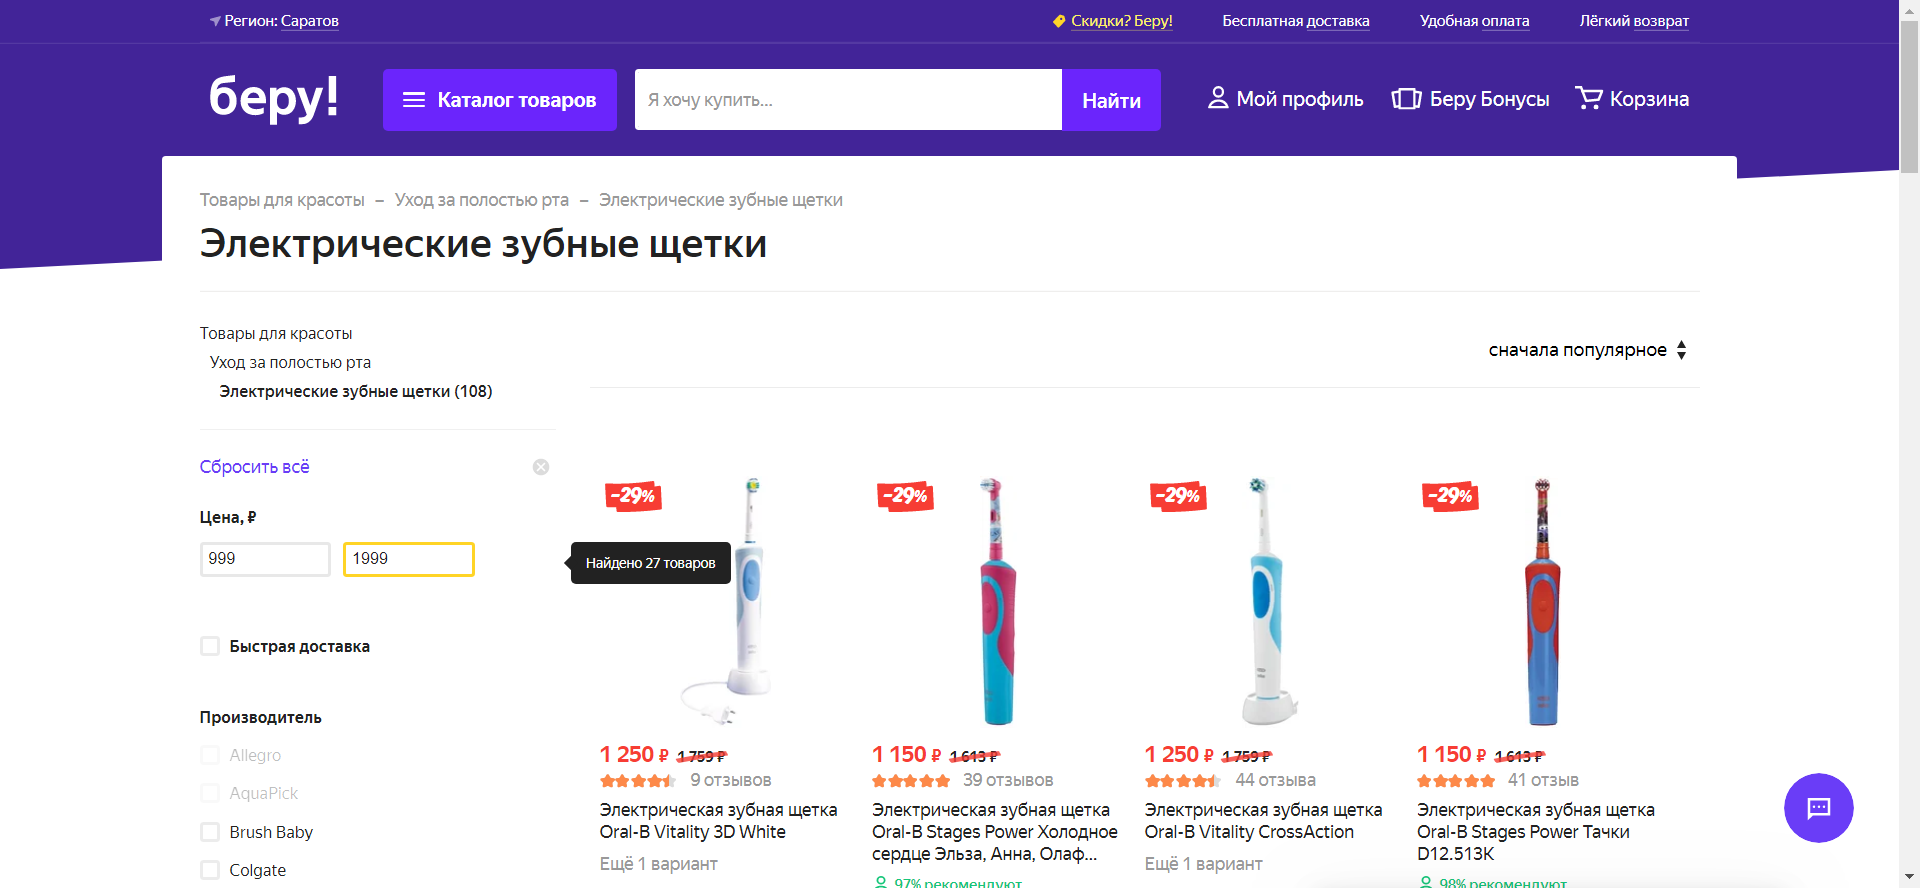 Регион: Саратов
Скидки? Беру!
Бесплатная доставка
Удобная оплата
Лёгкий возврат
беру!
Каталог товаров
Я хочу купить...
Найти
Мой профиль
Беру Бонусы
Корзина
Товары для красоты – Уход за полостью рта – Электрические зубные щетки
Электрические зубные щетки
Товары для красоты
Уход за полостью рта
Электрические зубные щетки (108)
сначала популярное
Сбросить всё
Цена, ₽
999
1999
Найдено 27 товаров
Быстрая доставка
Производитель
Allegro
AquaPick
Brush Baby
Colgate
-29%
1 250 ₽ 1 759 ₽
9 отзывов
Электрическая зубная щетка
Oral-B Vitality 3D White
Ещё 1 вариант
-29%
1 150 ₽ 1 613 ₽
39 отзывов
Электрическая зубная щетка
Oral-B Stages Power Холодное
сердце Эльза, Анна, Олаф...
97% рекомендуют
-29%
1 250 ₽ 1 759 ₽
44 отзыва
Электрическая зубная щетка
Oral-B Vitality CrossAction
Ещё 1 вариант
-29%
1 150 ₽ 1 613 ₽
41 отзыв
Электрическая зубная щетка
Oral-B Stages Power Тачки
D12.513K
98% рекомендуют